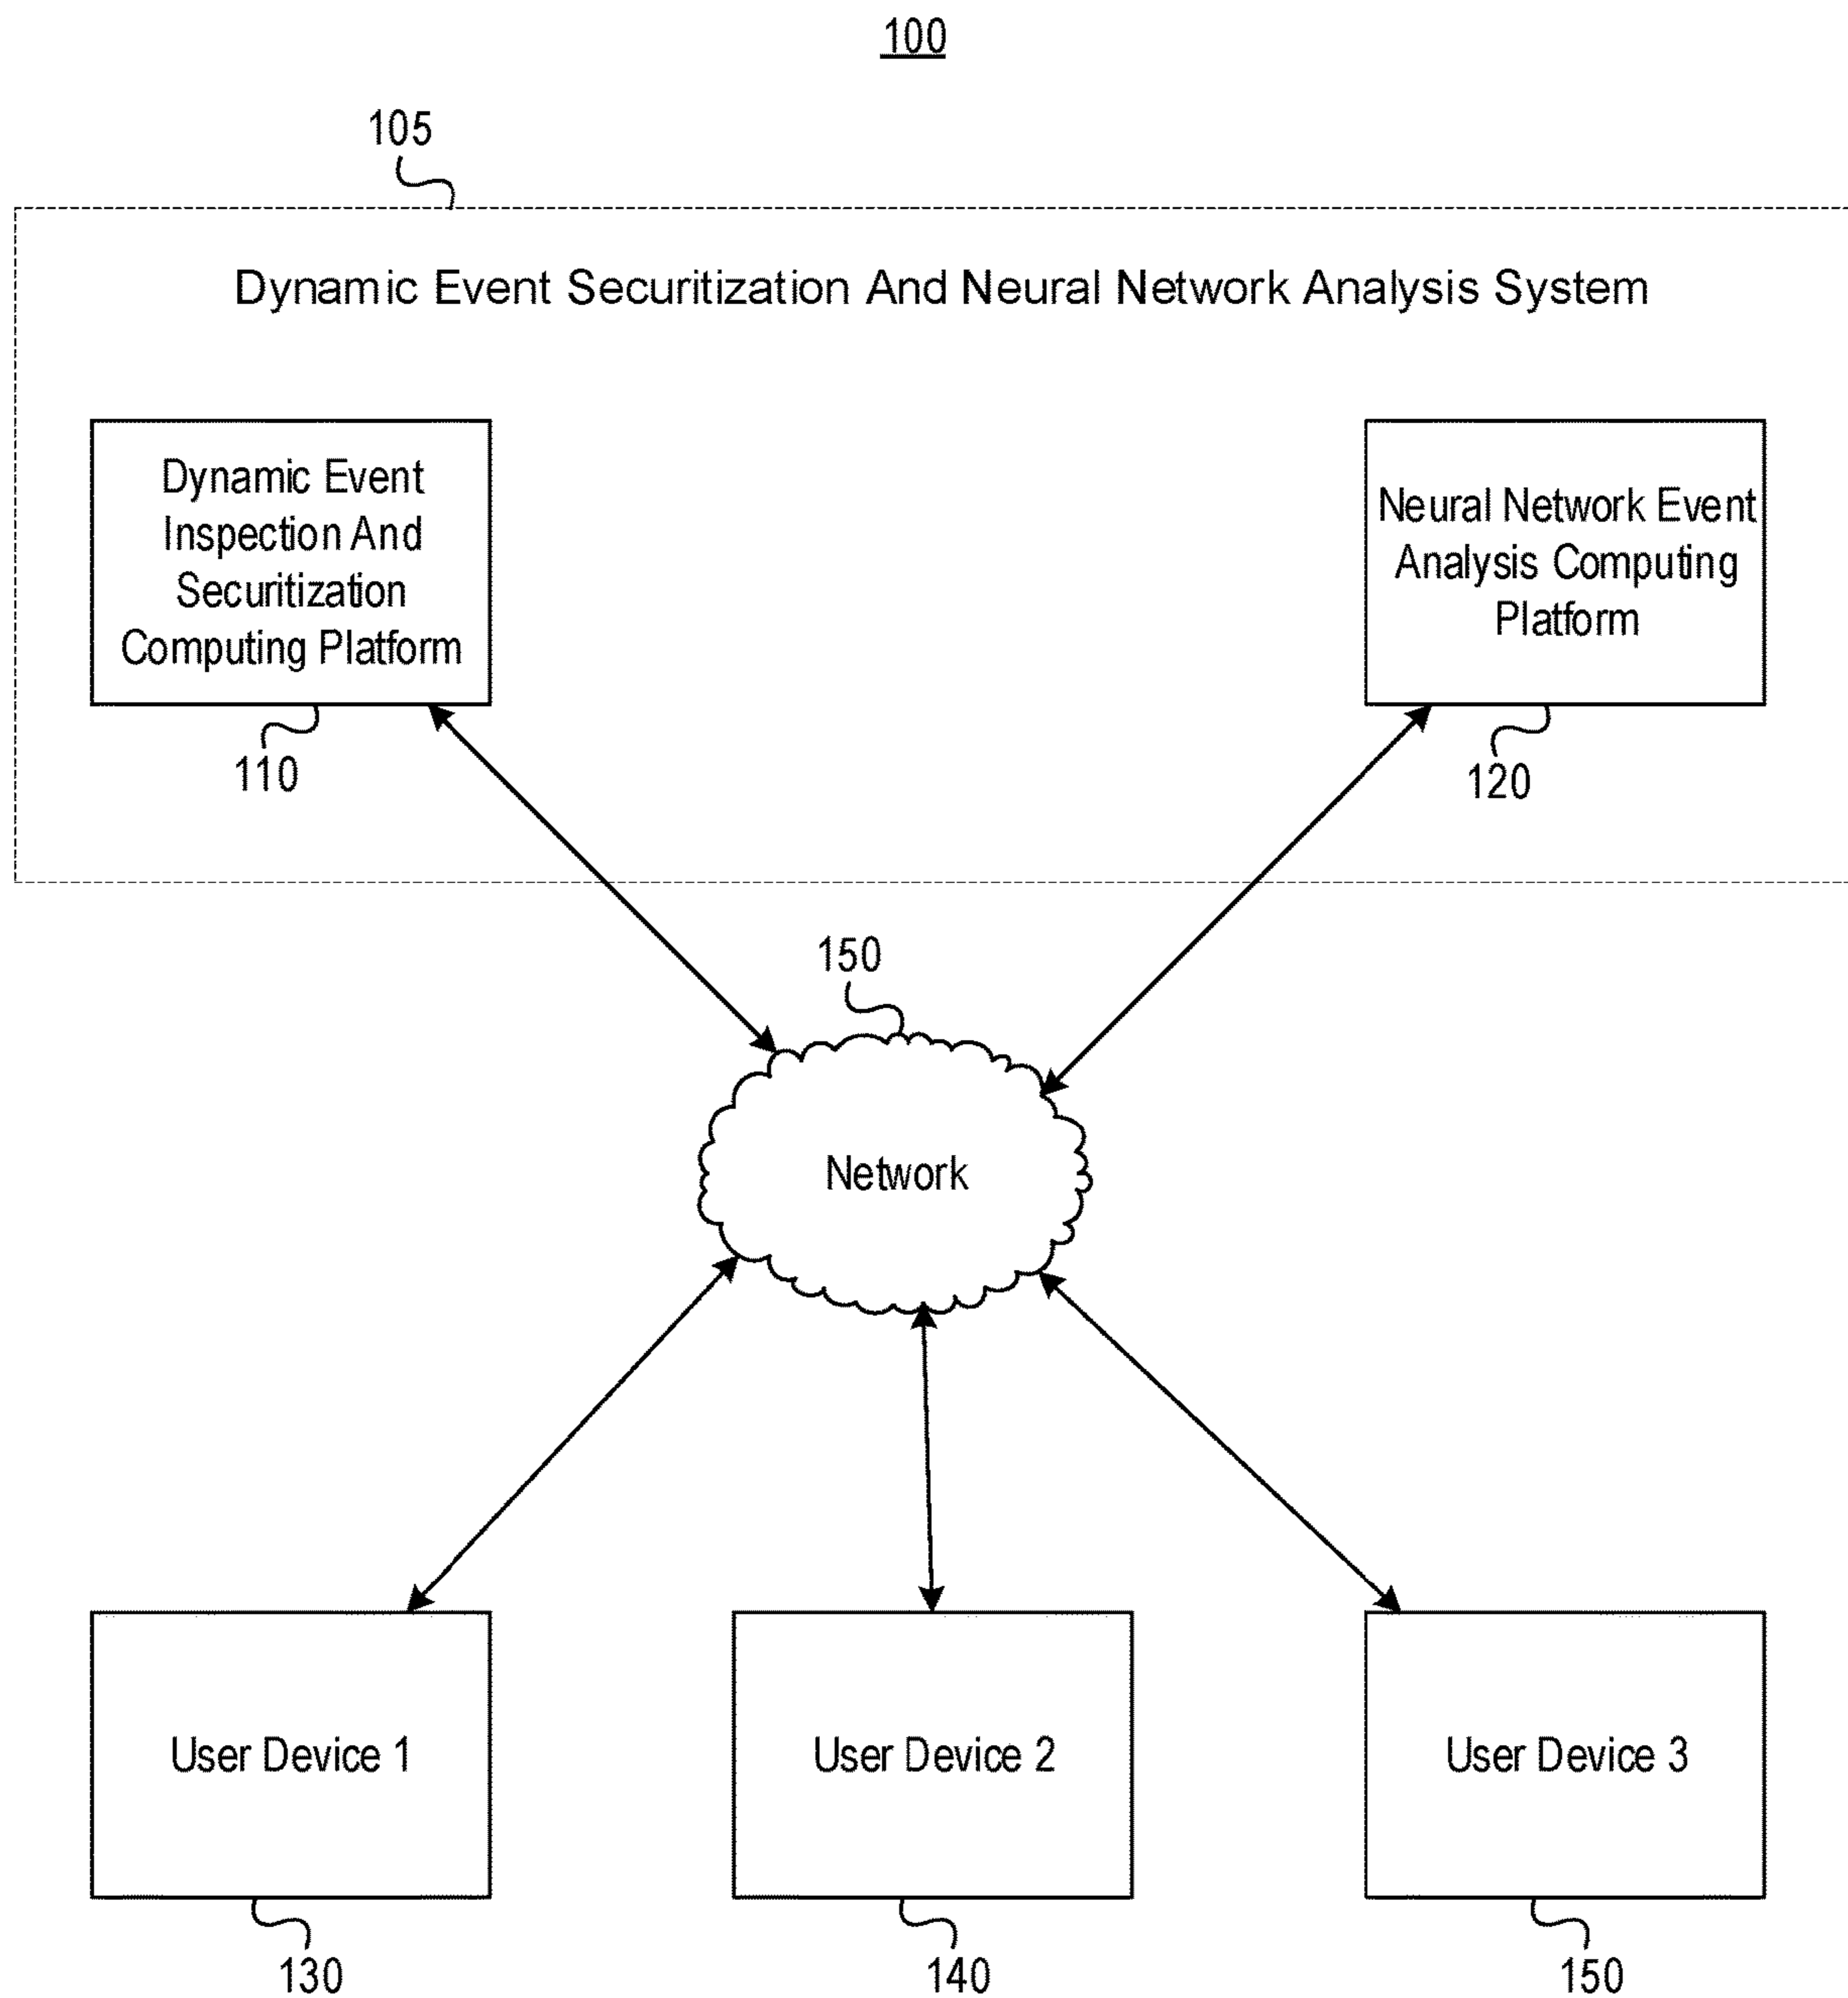 100
105
Dynamic Event Securitization And Neural Network Analysis System
Dynamic Event
Inspection And
Securitization
Computing Platform
110
Neural Network Event
Analysis Computing
Platform
120
150
Network
User Device 1
130
User Device 2
140
User Device 3
150